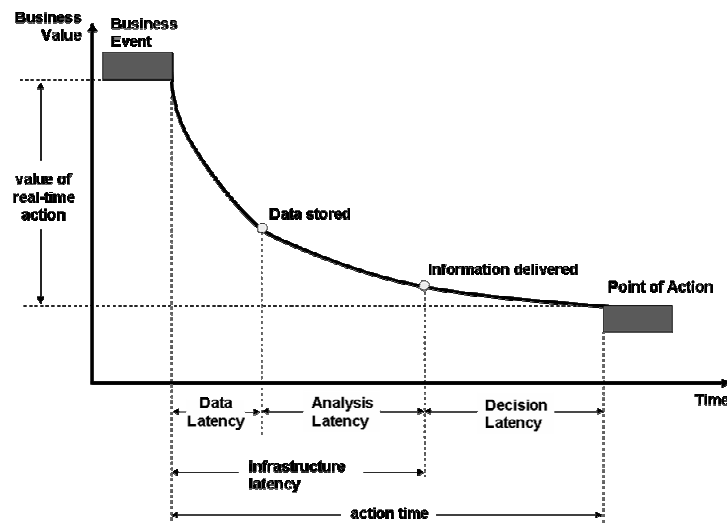 Business
Value
Business
Event
value of
real-time
action
Data stored
Information delivered
Point of Action
Time
Data
Latency
Analysis
Latency
Decision
Latency
Infrastructure
latency
action time